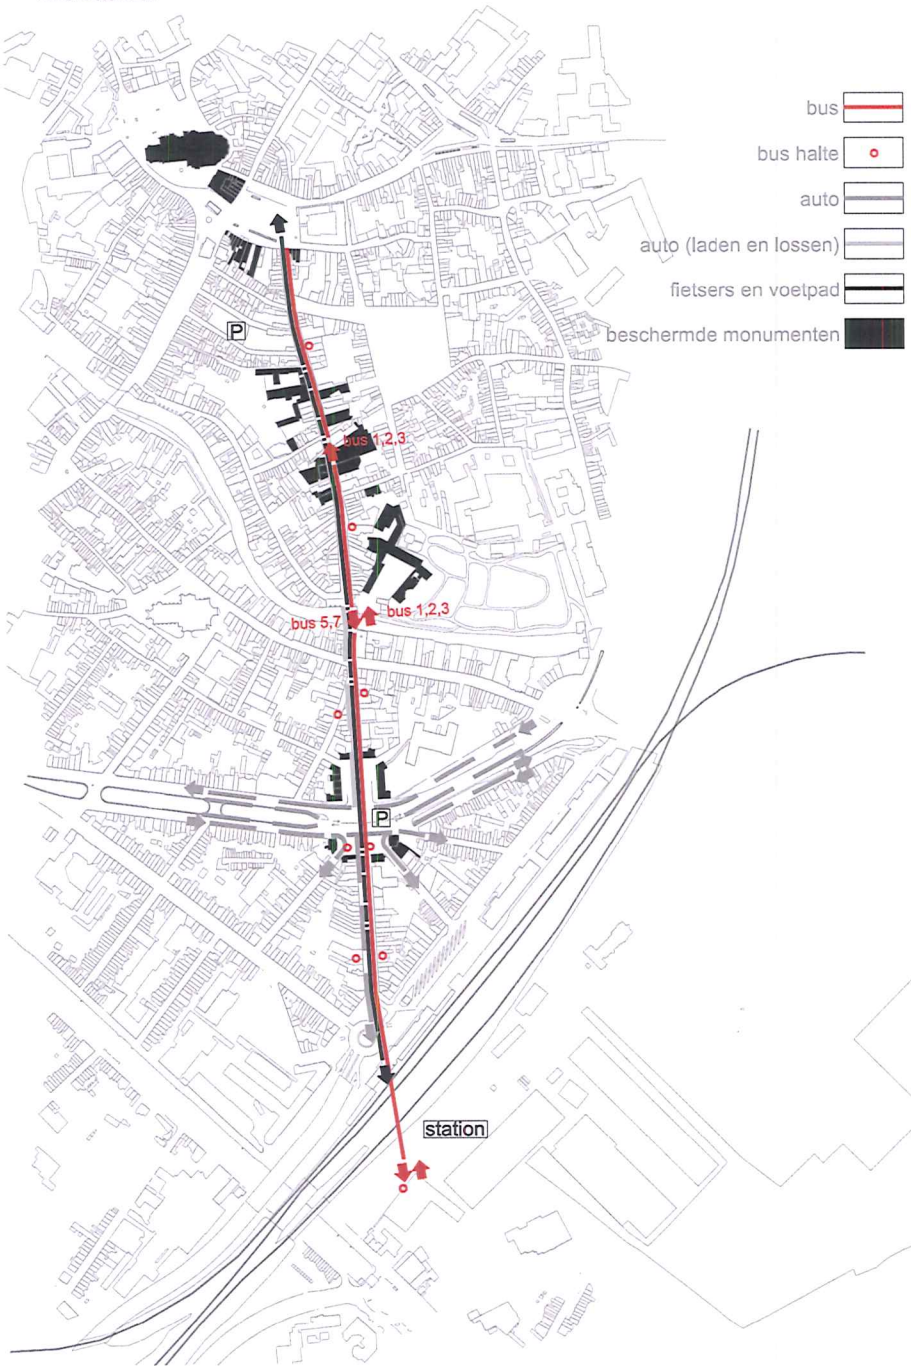 bus
bus halte
auto
auto (laden en lossen)
fietsers en voetpad
beschermde monumenten
P
bus 1,2,3
bus 5,7
bus 1,2,3
P
station